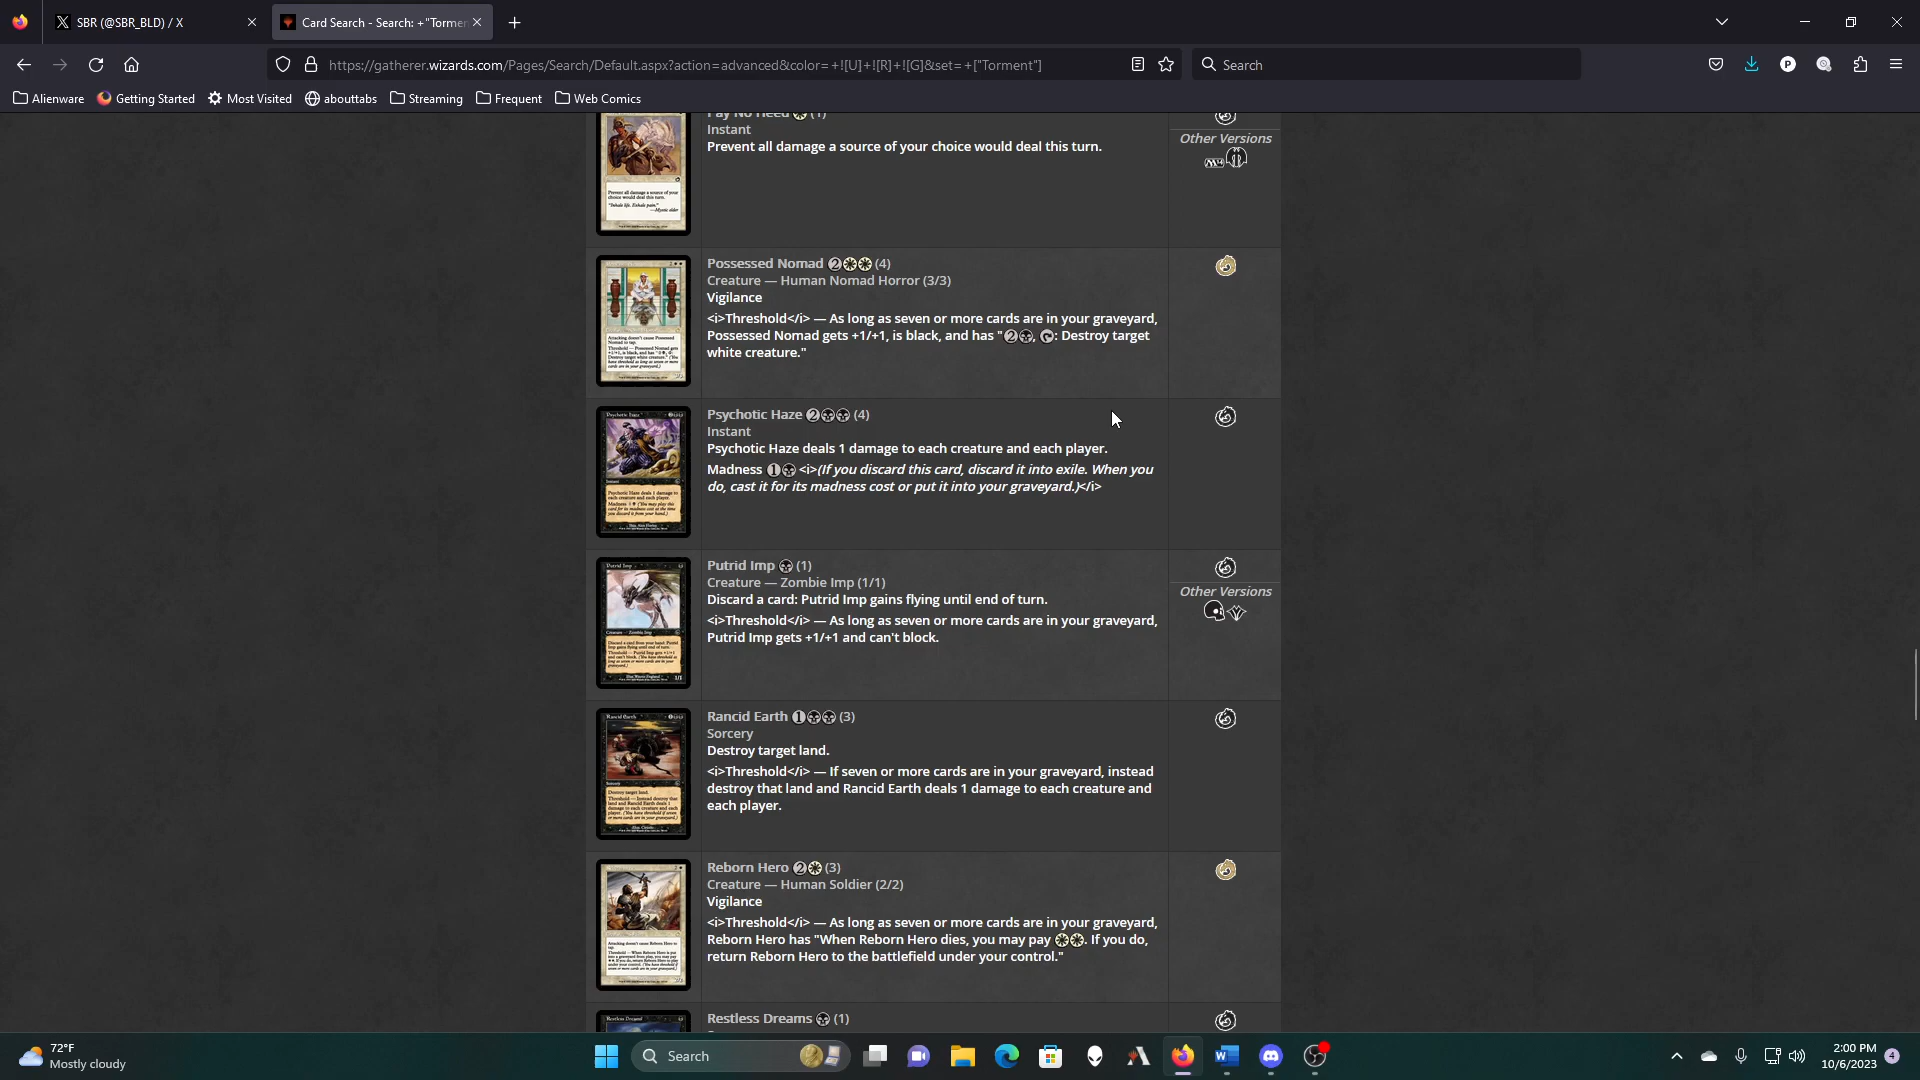 SBR (@SBR_BLD) / X
Card Search - Search: +"Tormen
https://gatherer.wizards.com/Pages/Search/Default.aspx?action=advanced&color=+![U]+![R]+![G]&set=+["Torment"]
Search
Alienware
Getting Started
Most Visited
abouttabs
Streaming
Frequent
Web Comics
Pay No Heed (1)
Instant
Prevent all damage a source of your choice would deal this turn.
Other Versions
Possessed Nomad 2 (4)
Creature — Human Nomad Horror (3/3)
Vigilance
<i>Threshold</i> — As long as seven or more cards are in your graveyard,
Possessed Nomad gets +1/+1, is black, and has "2, : Destroy target
white creature."
Psychotic Haze 2 (4)
Instant
Psychotic Haze deals 1 damage to each creature and each player.
Madness 1 <i>(If you discard this card, discard it into exile. When you
do, cast it for its madness cost or put it into your graveyard.)</i>
Putrid Imp (1)
Creature — Zombie Imp (1/1)
Discard a card: Putrid Imp gains flying until end of turn.
<i>Threshold</i> — As long as seven or more cards are in your graveyard,
Putrid Imp gets +1/+1 and can't block.
Other Versions
Rancid Earth 1 (3)
Sorcery
Destroy target land.
<i>Threshold</i> — If seven or more cards are in your graveyard, instead
destroy that land and Rancid Earth deals 1 damage to each creature and
each player.
Reborn Hero 2 (3)
Creature — Human Soldier (2/2)
Vigilance
<i>Threshold</i> — As long as seven or more cards are in your graveyard,
Reborn Hero has "When Reborn Hero dies, you may pay . If you do,
return Reborn Hero to the battlefield under your control."
Restless Dreams (1)
72°F
Mostly cloudy
Search
2:00 PM
10/6/2023
4